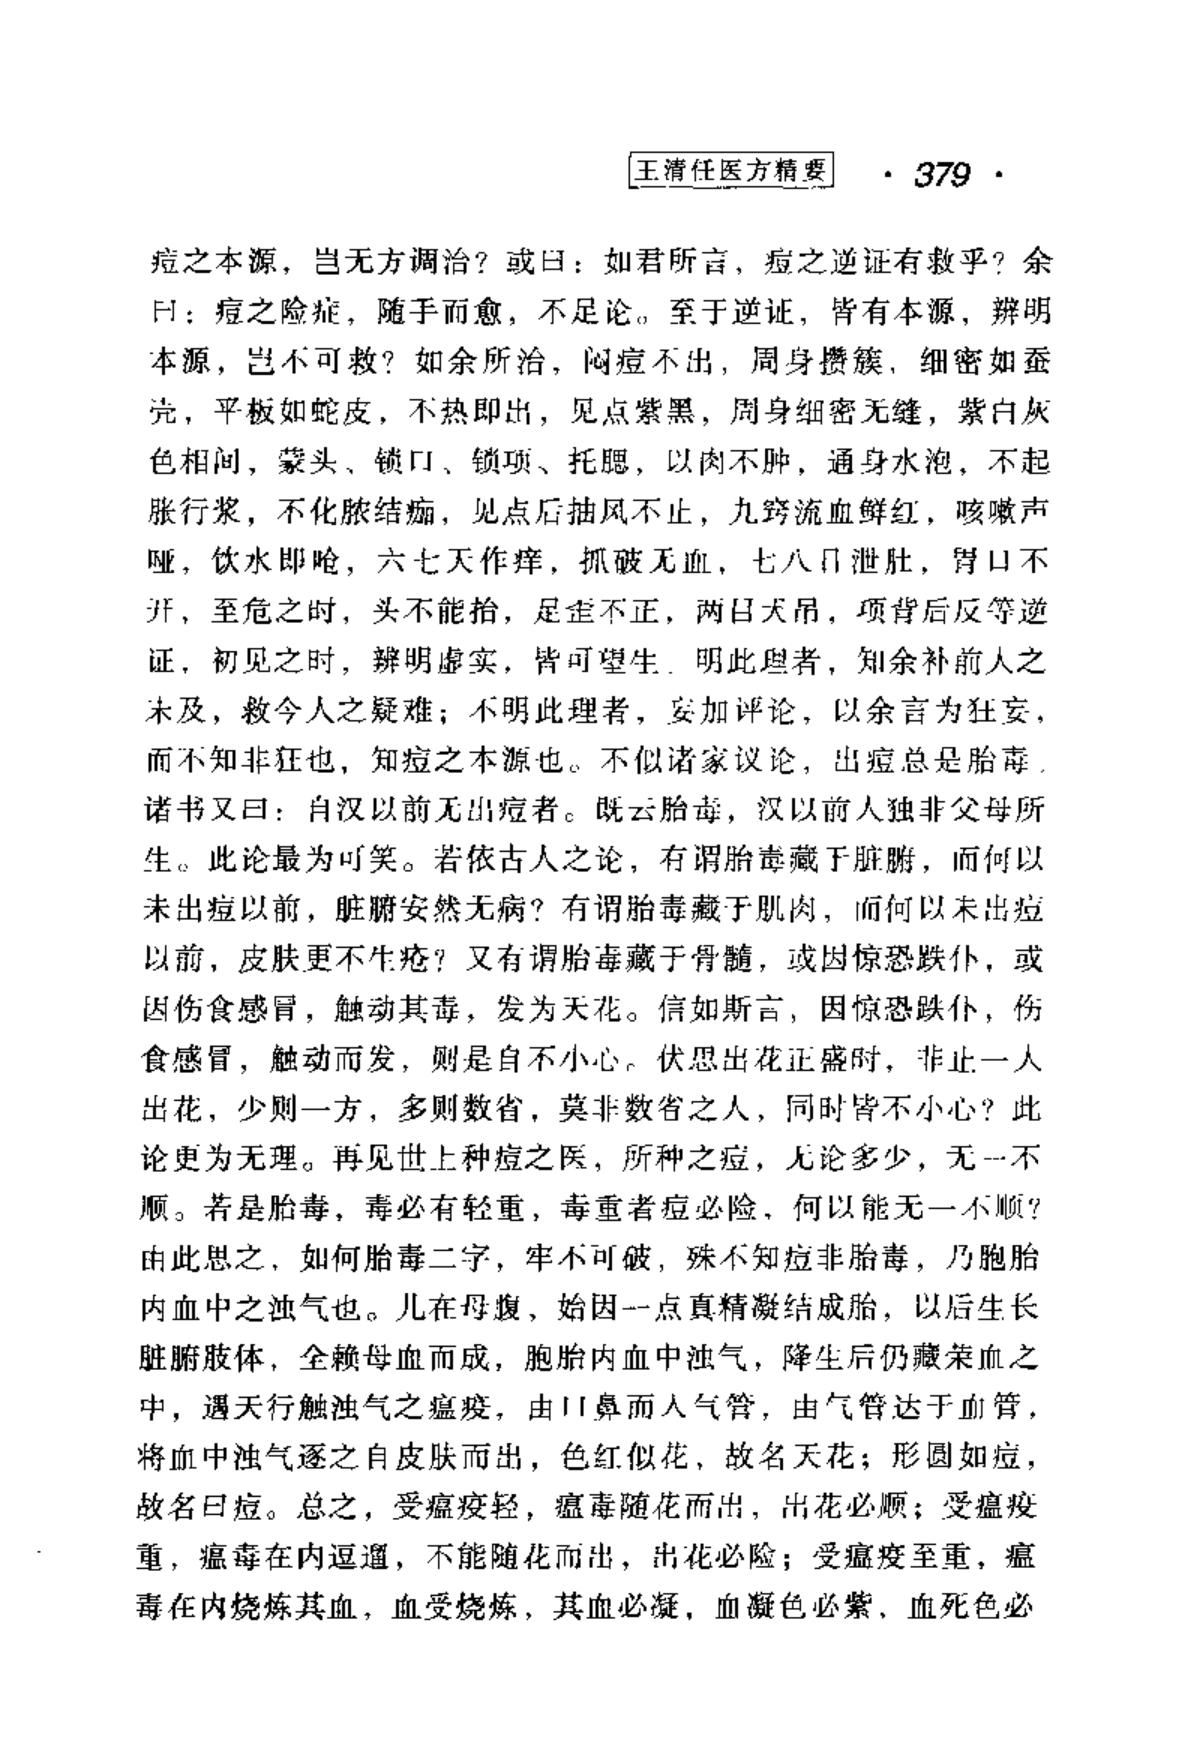 王清任医方精要 · 379 ·
痘之本源，岂无方调治？或曰：如君所言，痘之逆证有救乎？余
曰：痘之险症，随手而愈，不足论。至于逆证，皆有本源，辨明
本源，岂不可救？如余所治，闷痘不出，周身攒簇，细密如蚕
壳，平板如蛇皮，不热即出，见点紫黑，周身细密无缝，紫白灰
色相间，蒙头、锁口、锁项、托腮，以肉不肿，通身水泡，不起
胀行浆，不化脓结痂，见点后抽风不止，九窍流血鲜红，咳嗽声
哑，饮水即呛，六七天作痒，抓破无血，七八日泄肚，胃口不
开，至危之时，头不能抬，足歪不正，两目天吊，项背后反等逆
证，初见之时，辨明虚实，皆可望生。明此理者，知余补前人之
未及，救今人之疑难；不明此理者，妄加评论，以余言为狂妄，
而不知非狂也，知痘之本源也。不似诸家议论，出痘总是胎毒。
诸书又曰：自汉以前无出痘者。既云胎毒，汉以前人独非父母所
生。此论最为可笑。若依古人之论，有谓胎毒藏于脏腑，而何以
未出痘以前，脏腑安然无病？有谓胎毒藏于肌肉，而何以未出痘
以前，皮肤更不生疮？又有谓胎毒藏于骨髓，或因惊恐跌仆，或
因伤食感冒，触动其毒，发为天花。信如斯言，因惊恐跌仆，伤
食感冒，触动而发，则是自不小心。伏思出花正盛时，非止一人
出花，少则一方，多则数省，莫非数省之人，同时皆不小心？此
论更为无理。再见世上种痘之医，所种之痘，无论多少，无一不
顺。若是胎毒，毒必有轻重，毒重者痘必险，何以能无一不顺？
由此思之，如何胎毒二字，牢不可破，殊不知痘非胎毒，乃胞胎
内血中之浊气也。儿在母腹，始因一点真精凝结成胎，以后生长
脏腑肢体，全赖母血而成，胞胎内血中浊气，降生后仍藏荣血之
中，遇天行触浊气之瘟疫，由口鼻而入气管，由气管达于血管，
将血中浊气逐之自皮肤而出，色红似花，故名天花；形圆如痘，
故名曰痘。总之，受瘟疫轻，瘟毒随花而出，出花必顺；受瘟疫
重，瘟毒在内逗遛，不能随花而出，出花必险；受瘟疫至重，瘟
毒在内烧炼其血，血受烧炼，其血必凝，血凝色必紫，血死色必